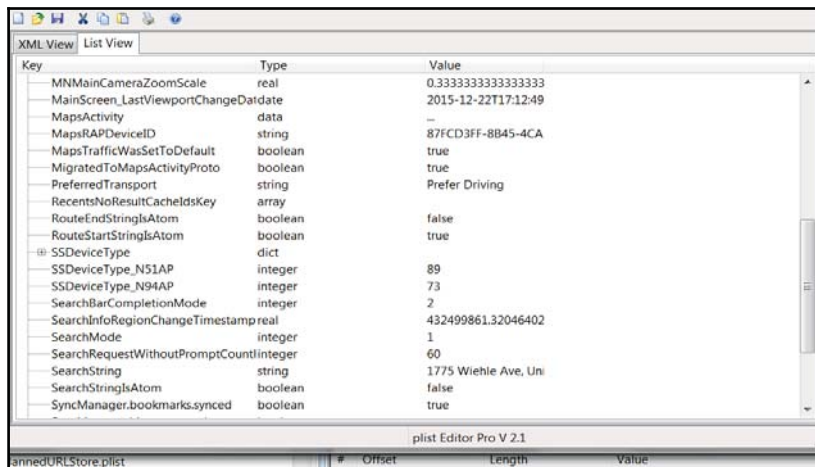 XML View List View
Key Type Value
MNMainCameraZoomScale real 0.3333333333333333
MainScreen_LastViewportChangeDat date 2015-12-22T17:12:49
MapsActivity data ...
MapsRAPDeviceID string 87FCD3FF-8B45-4CA
MapsTrafficWasSetToDefault boolean true
MigratedToMapsActivityProto boolean true
PreferredTransport string Prefer Driving
RecentsNoResultCacheIdsKey array
RouteEndStringIsAtom boolean false
RouteStartStringIsAtom boolean true
SSDeviceType dict
SSDeviceType_N51AP integer 89
SSDeviceType_N94AP integer 73
SearchBarCompletionMode integer 2
SearchInfoRegionChangeTimestamp real 432499861.32046402
SearchMode integer 1
SearchRequestWithoutPromptCount integer 60
SearchString string 1775 Wiehle Ave, Uni
SearchStringIsAtom boolean false
SyncManager.bookmarks.synced boolean true
plist Editor Pro V 2.1
annedURLStore.plist # Offset Length Value